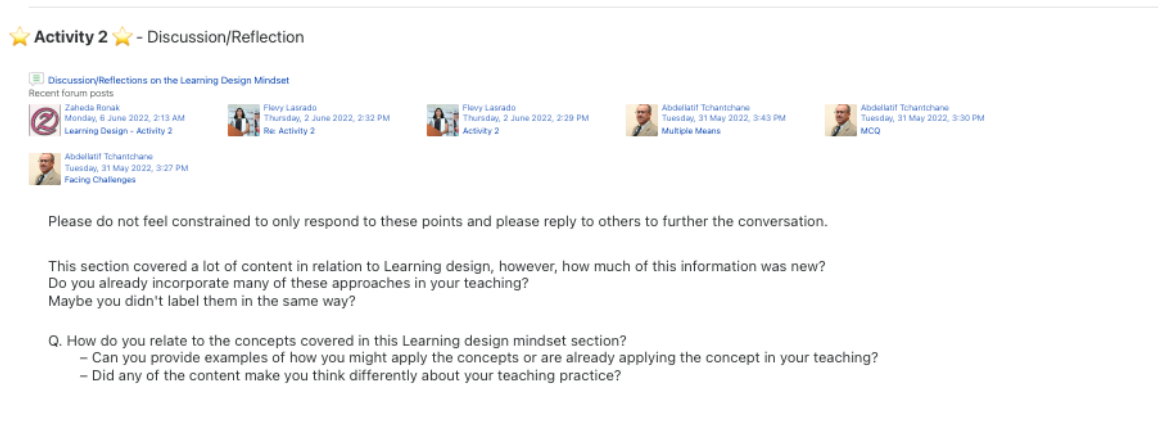 Activity 2 - Discussion/Reflection
Discussion/Reflections on the Learning Design Mindset
Recent forum posts
Zaheda Ronak
Monday, 6 June 2022, 2:13 AM
Learning Design - Activity 2
Flevy Lasrado
Thursday, 2 June 2022, 2:32 PM
Re: Activity 2
Flevy Lasrado
Thursday, 2 June 2022, 2:29 PM
Activity 2
Abdellatif Tchantchane
Tuesday, 31 May 2022, 3:43 PM
Multiple Means
Abdellatif Tchantchane
Tuesday, 31 May 2022, 3:30 PM
MCQ
Abdellatif Tchantchane
Tuesday, 31 May 2022, 3:27 PM
Facing Challenges
Please do not feel constrained to only respond to these points and please reply to others to further the conversation.
This section covered a lot of content in relation to Learning design, however, how much of this information was new?
Do you already incorporate many of these approaches in your teaching?
Maybe you didn't label them in the same way?
Q. How do you relate to the concepts covered in this Learning design mindset section?
– Can you provide examples of how you might apply the concepts or are already applying the concept in your teaching?
– Did any of the content make you think differently about your teaching practice?